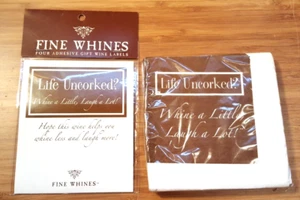 FINE WHINES
FOUR ADHESIVE GIFT WINE LABELS
Life Uncorked?
Whine a Little, Laugh a Lot!
Hope this wine helps you
whine less and laugh more!
FINE WHINES
Life Uncorked?
Whine a Little
Laugh a Lot!